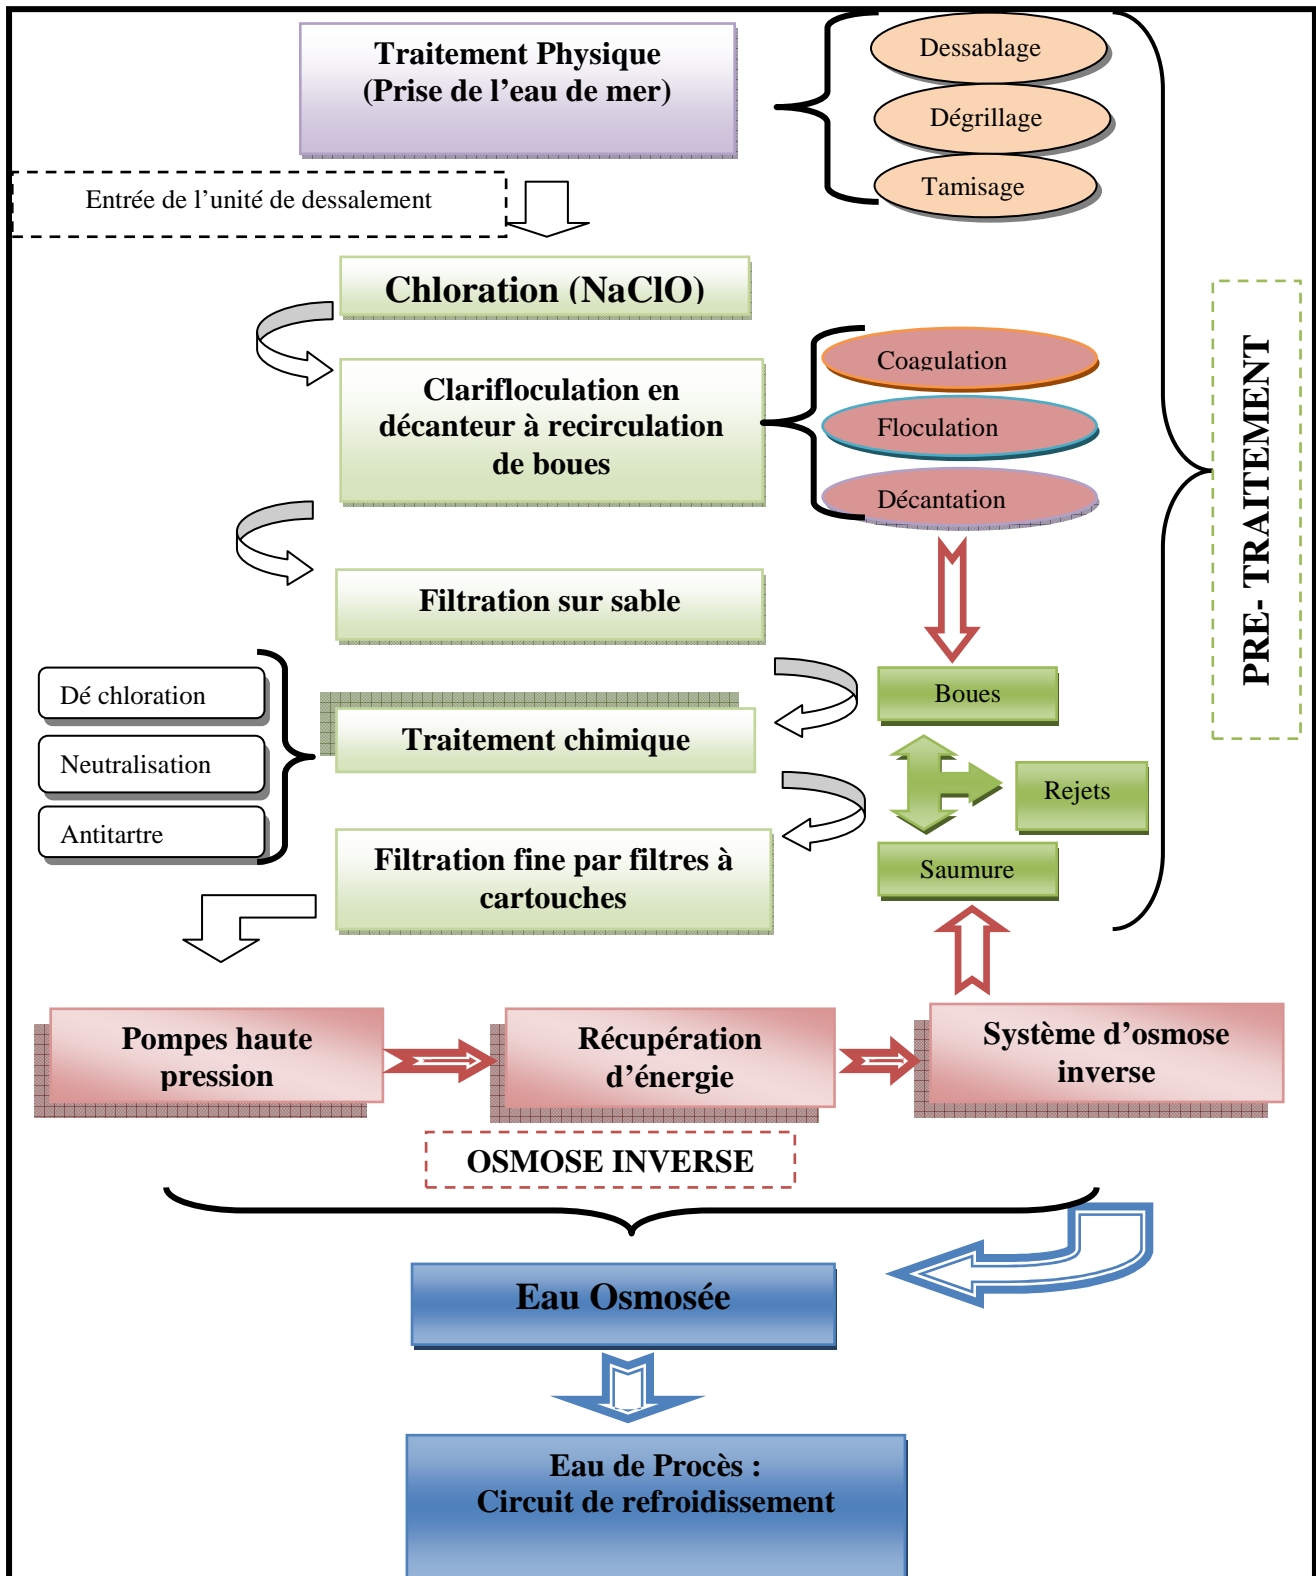 Traitement Physique
(Prise de l’eau de mer)
Dessablage
Dégrillage
Tamisage
Entrée de l’unité de dessalement
Chloration (NaClO)
Clarifloculation en
décanteur à recirculation
de boues
Coagulation
Floculation
Décantation
PRE- TRAITEMENT
Filtration sur sable
Dé chloration
Neutralisation
Antitartre
Traitement chimique
Boues
Rejets
Saumure
Filtration fine par filtres à
cartouches
Pompes haute
pression
Récupération
d’énergie
Système d’osmose
inverse
OSMOSE INVERSE
Eau Osmosée
Eau de Procès :
Circuit de refroidissement